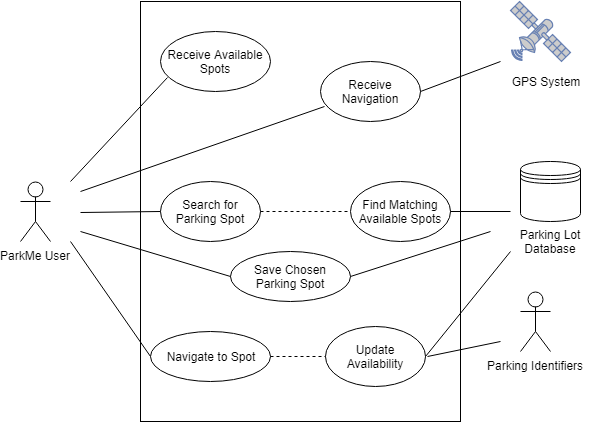 Receive Available
Spots
Receive
Navigation
GPS System
Search for
Parking Spot
Find Matching
Available Spots
ParkMe User
Parking Lot
Database
Save Chosen
Parking Spot
Navigate to Spot
Update
Availability
Parking Identifiers